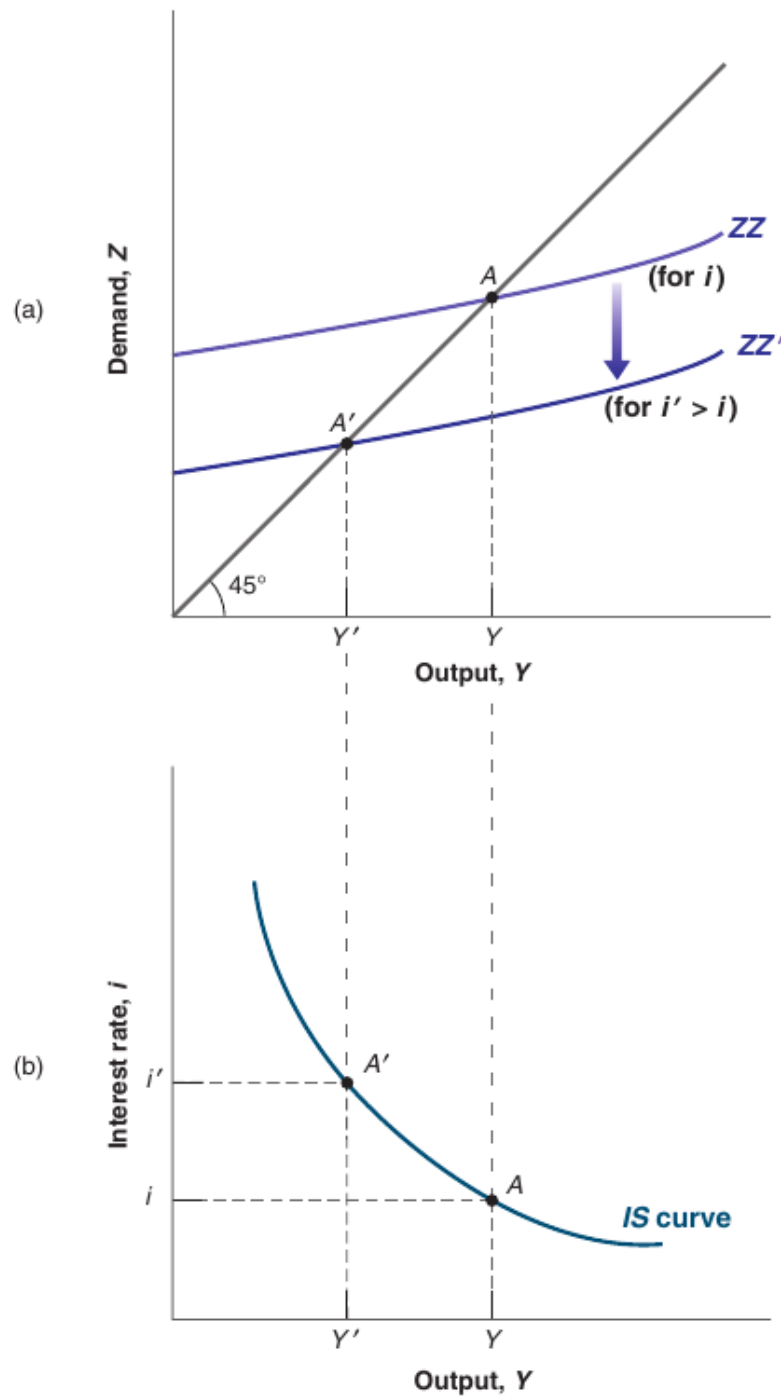 (a)
Demand, Z
ZZ
(for i)
A
ZZ′
(for i′ > i)
A′
45°
Y′
Y
Output, Y
(b)
Interest rate, i
i′
A′
i
A
IS curve
Y′
Y
Output, Y